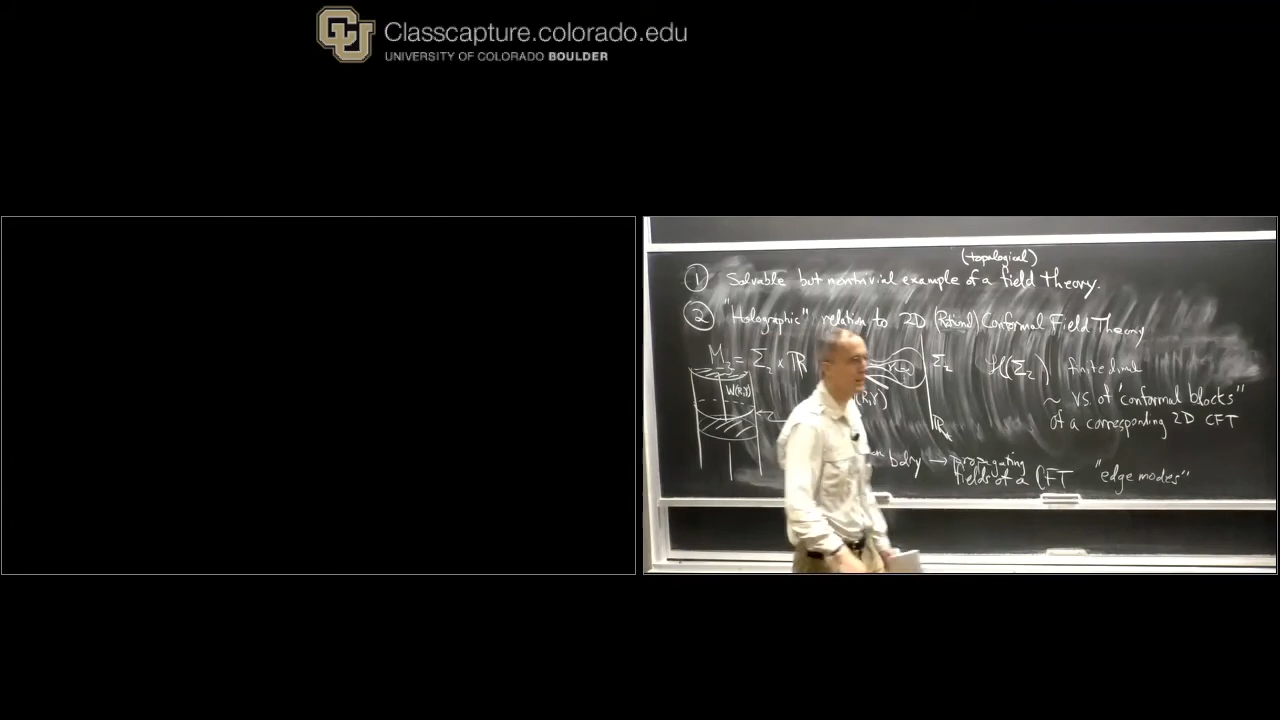 Classcapture.colorado.edu
UNIVERSITY OF COLORADO BOULDER
(topological)
① Solvable but nontrivial example of a field theory.
② "Holographic" relation to 2D (Rational) Conformal Field Theory
M₃ = Σ₂ × ℝ
Σ₂
H(Σ₂) finite dim'l
W(R,γ)
(R,γ)
~ V.S. of "conformal blocks"
of a corresponding 2D CFT
ℝ
bdry → propagating
fields of a CFT "edge modes"